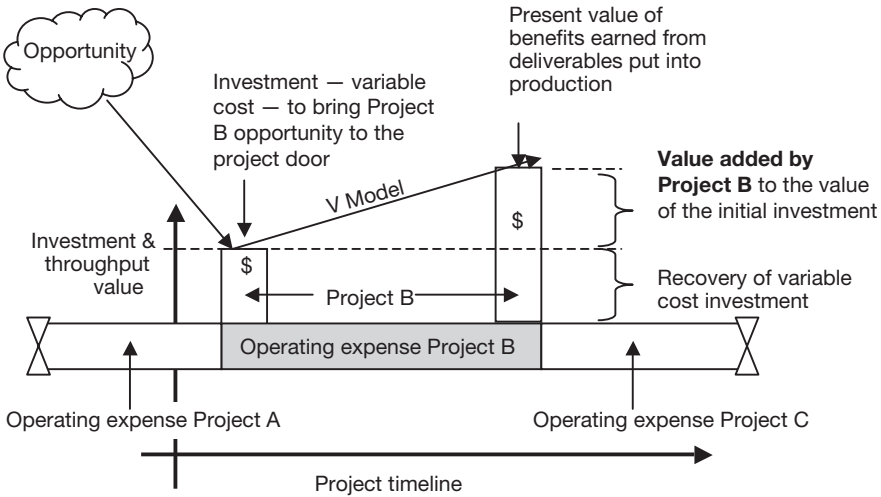 Opportunity
Present value of
benefits earned from
deliverables put into
production
Investment — variable
cost — to bring Project
B opportunity to the
project door
V Model
Value added by
Project B to the value
of the initial investment
$
Investment &
throughput
value
$
Project B
Recovery of variable
cost investment
Operating expense Project B
Operating expense Project A
Operating expense Project C
Project timeline